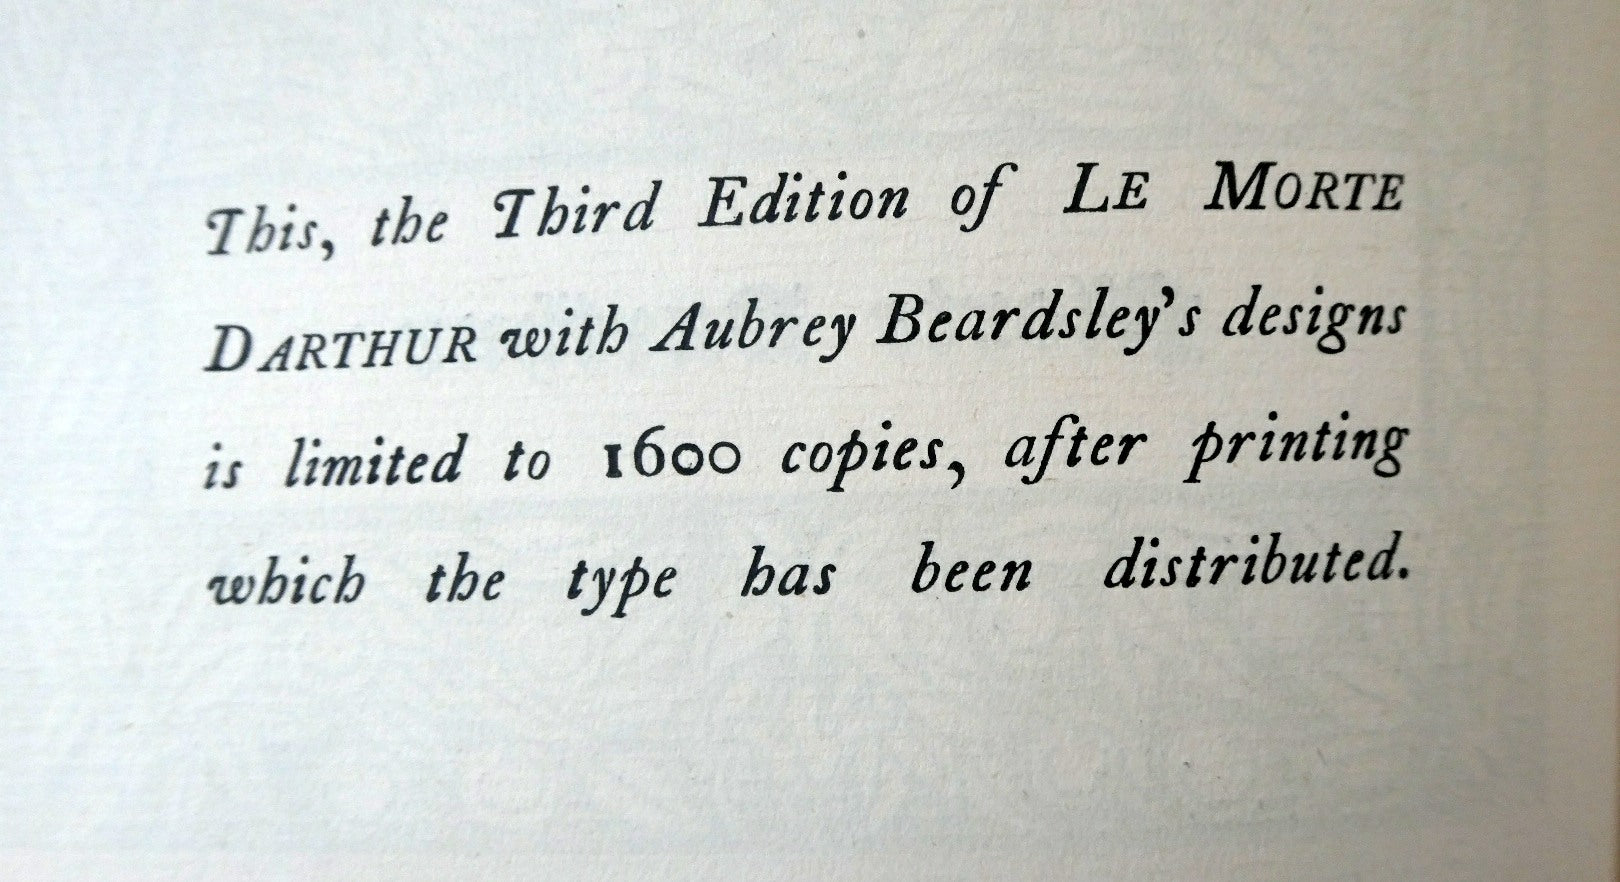 This, the Third Edition of LE MORTE
DARTHUR with Aubrey Beardsley's designs
is limited to 1600 copies, after printing
which the type has been distributed.